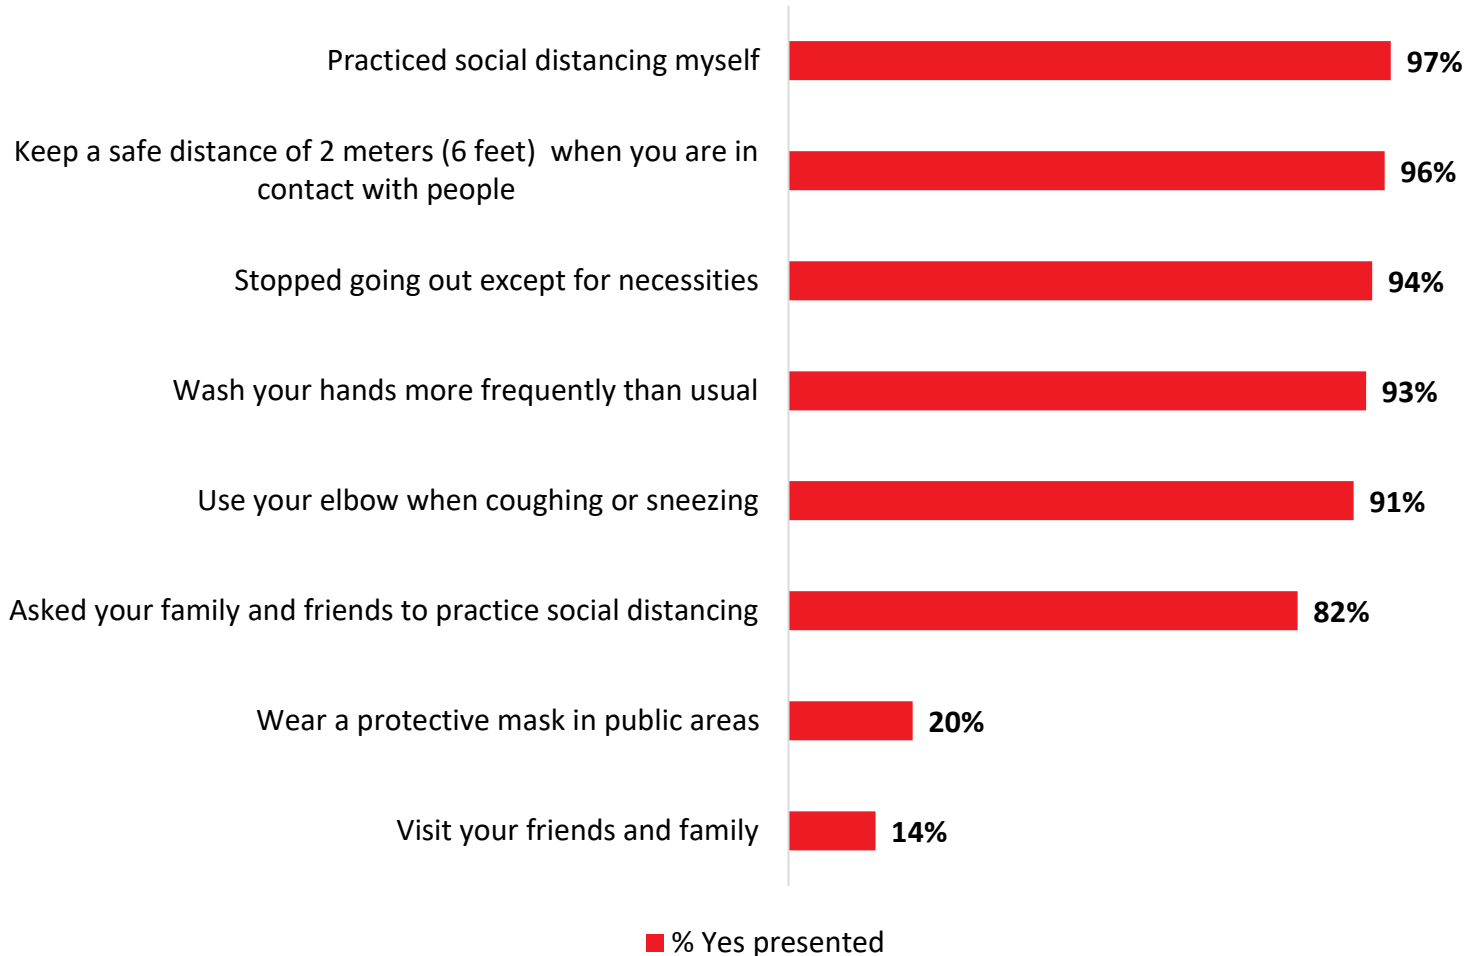 Practiced social distancing myself
97%
Keep a safe distance of 2 meters (6 feet)  when you are in
contact with people
96%
Stopped going out except for necessities
94%
Wash your hands more frequently than usual
93%
Use your elbow when coughing or sneezing
91%
Asked your family and friends to practice social distancing
82%
Wear a protective mask in public areas
20%
Visit your friends and family
14%
% Yes presented